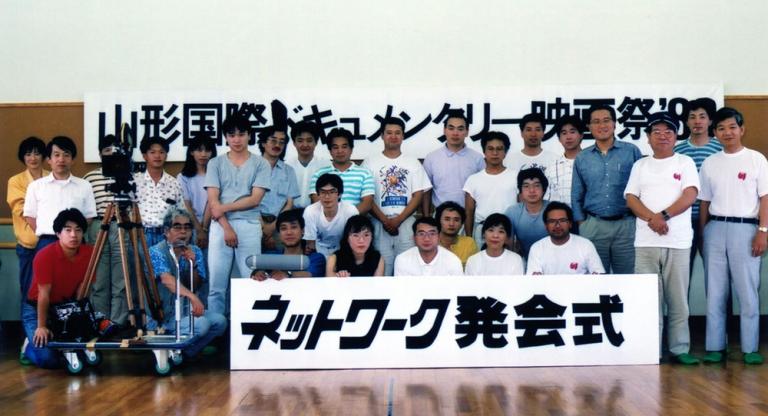 山形国際ドキュメンタリー映画祭'8
ネットワーク発会式